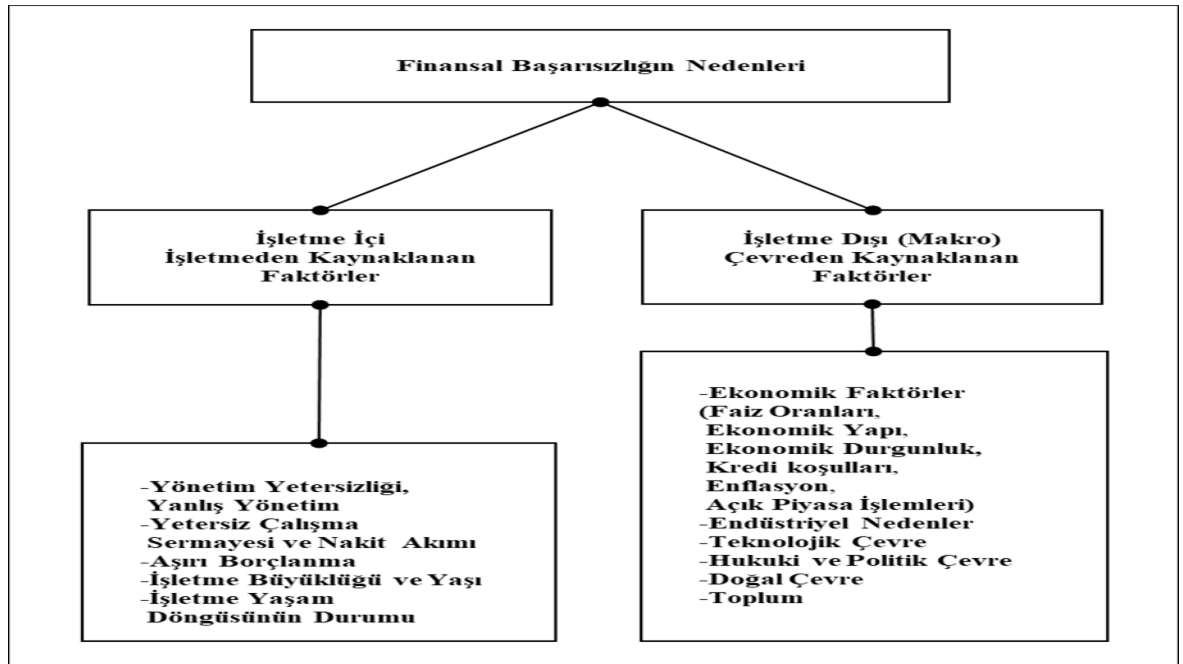 Finansal Başarısızlığın Nedenleri
İşletme İçi
İşletmeden Kaynaklanan
Faktörler
İşletme Dışı (Makro)
Çevreden Kaynaklanan
Faktörler
-Yönetim Yetersizliği,
Yanlış Yönetim
-Yetersiz Çalışma
Sermayesi ve Nakit Akımı
-Aşırı Borçlanma
-İşletme Büyüklüğü ve Yaşı
-İşletme Yaşam
Döngüsünün Durumu
-Ekonomik Faktörler
(Faiz Oranları,
Ekonomik Yapı,
Ekonomik Durgunluk,
Kredi koşulları,
Enflasyon,
Açık Piyasa İşlemleri)
-Endüstriyel Nedenler
-Teknolojik Çevre
-Hukuki ve Politik Çevre
-Doğal Çevre
-Toplum